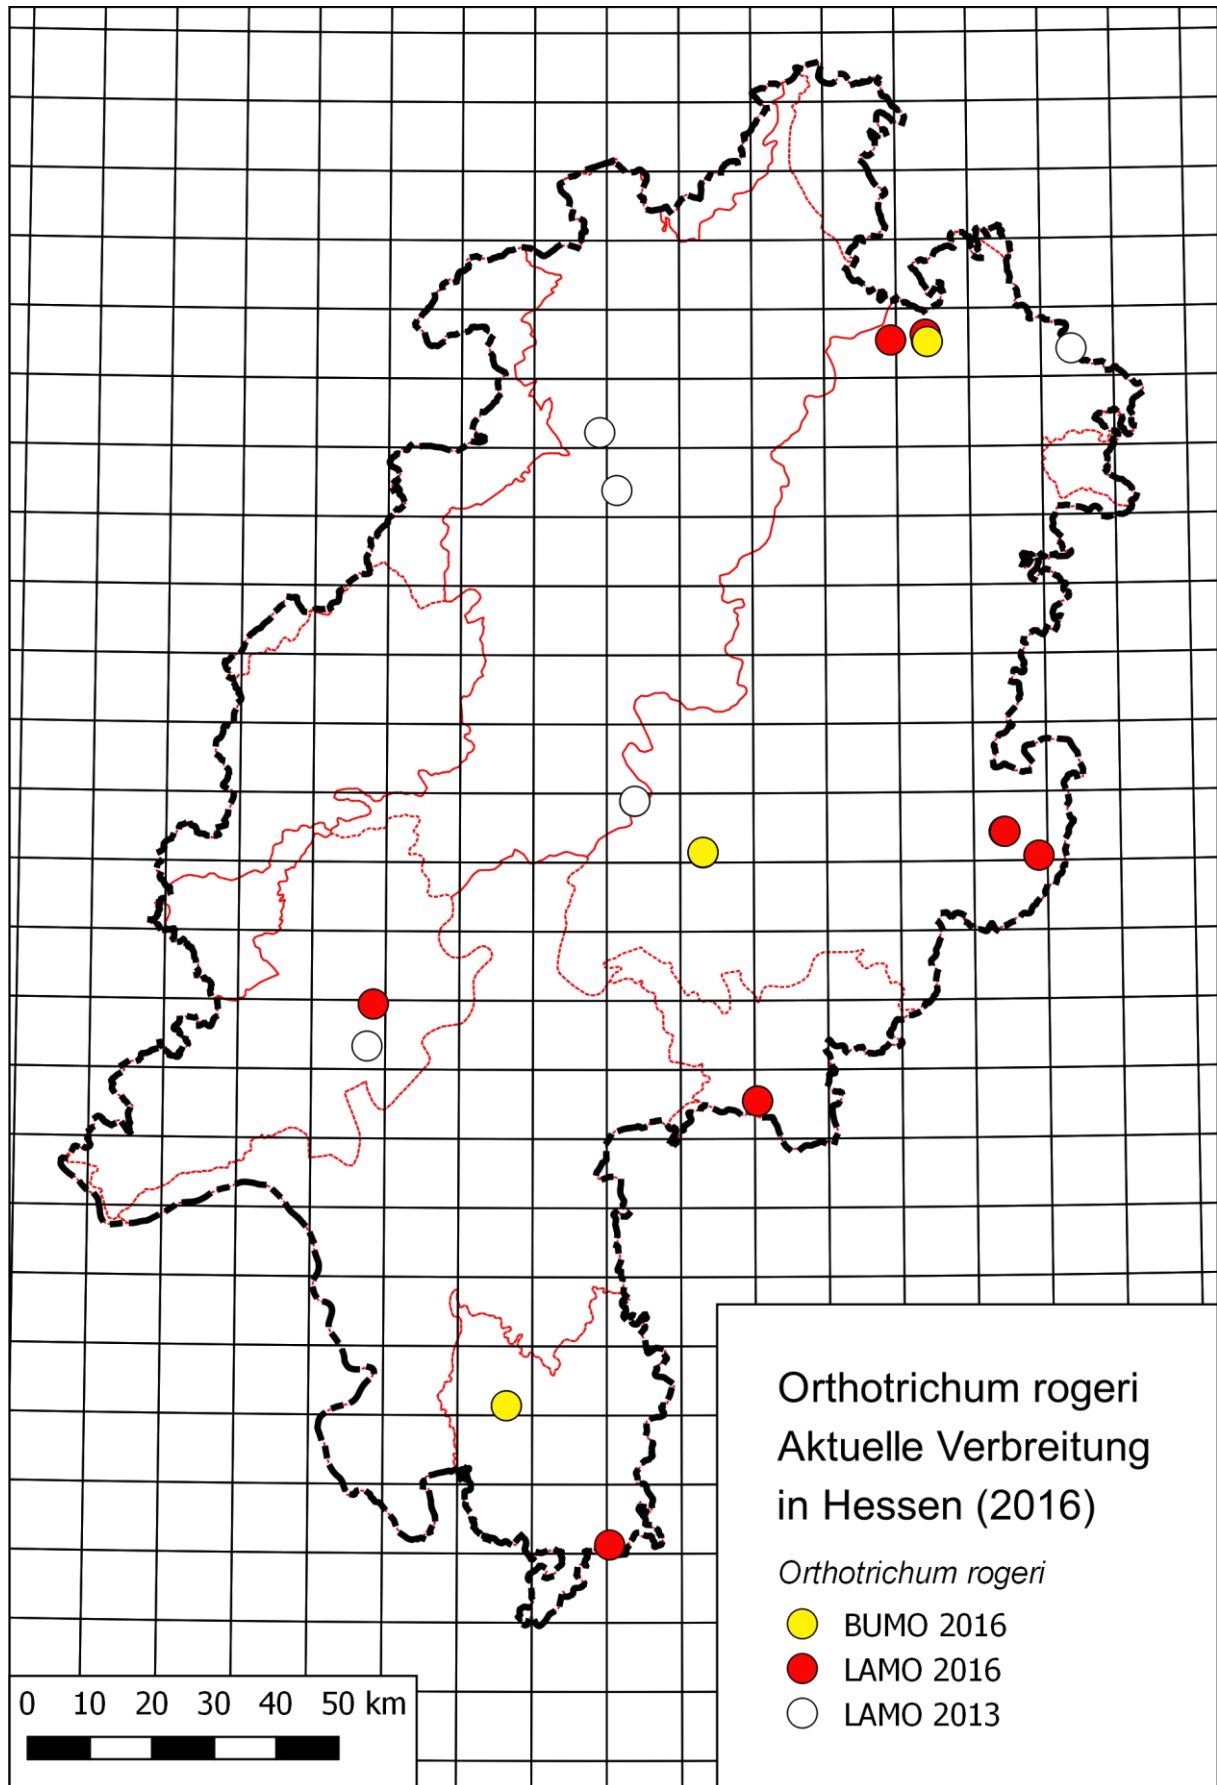 Orthotrichum rogeri
Aktuelle Verbreitung
in Hessen (2016)
Orthotrichum rogeri
BUMO 2016
LAMO 2016
LAMO 2013
0 10 20 30 40 50 km